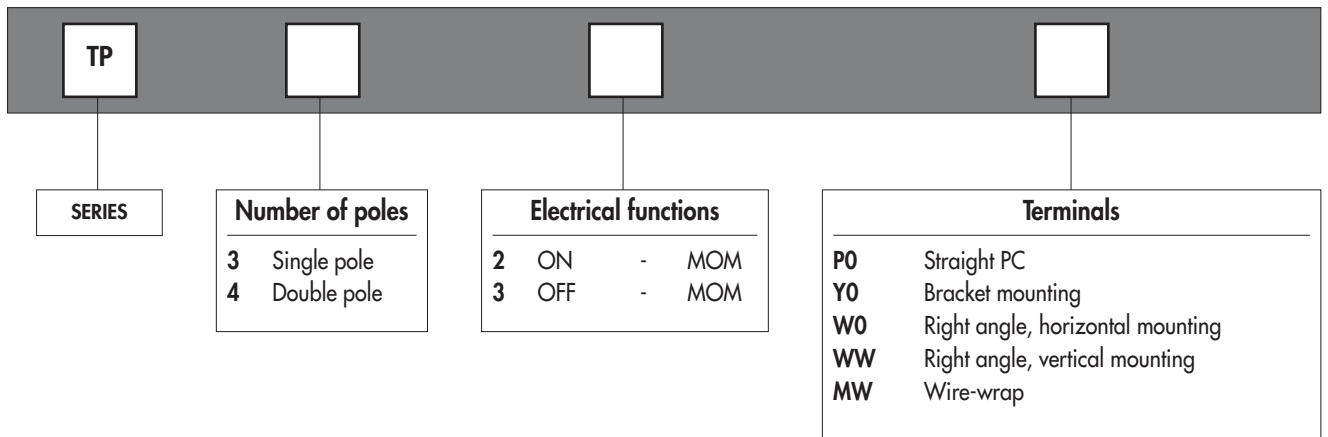 TP
SERIES
Number of poles
3 Single pole
4 Double pole
Electrical functions
2 ON - MOM
3 OFF - MOM
Terminals
P0 Straight PC
Y0 Bracket mounting
W0 Right angle, horizontal mounting
WW Right angle, vertical mounting
MW Wire-wrap